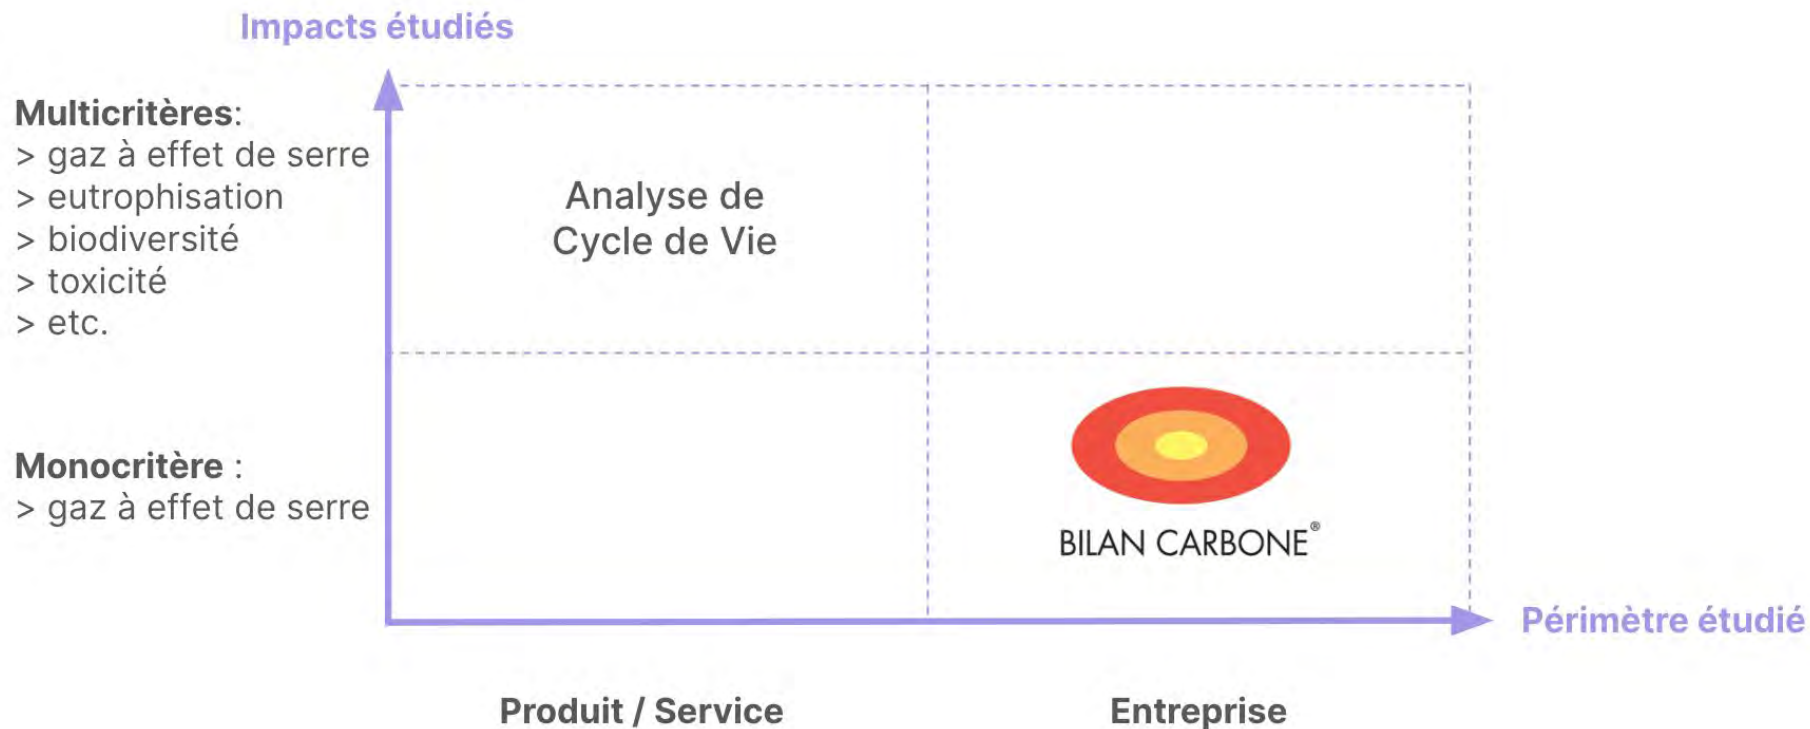 Impacts étudiés
Multicritères:
> gaz à effet de serre
> eutrophisation
> biodiversité
> toxicité
> etc.
Analyse de
Cycle de Vie
Monocritère :
> gaz à effet de serre
BILAN CARBONE®
Périmètre étudié
Produit / Service
Entreprise